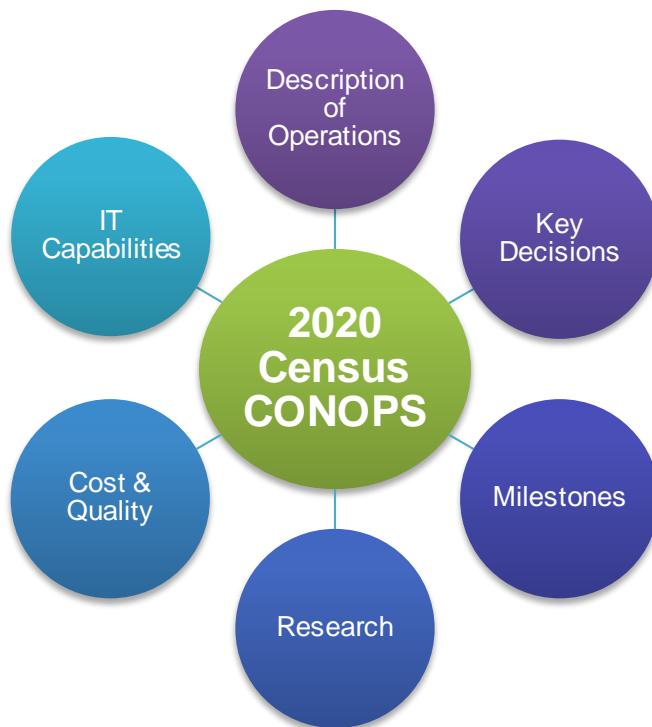 Description
of
Operations
IT
Capabilities
Key
Decisions
2020
Census
CONOPS
Cost &
Quality
Milestones
Research